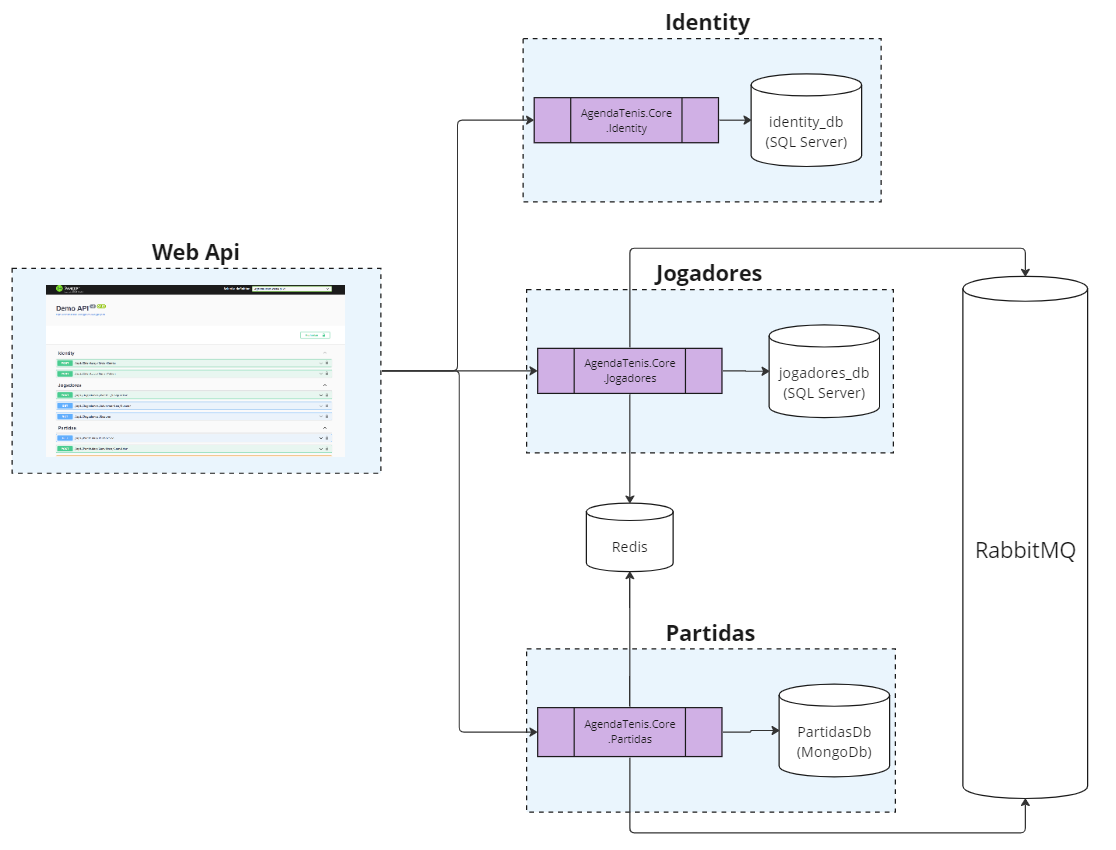 Identity
AgendaTenis.Core
.Identity
identity_db
(SQL Server)
Web Api
Demo API
Identity
Jogadores
Partidas
Jogadores
AgendaTenis.Core
.Jogadores
jogadores_db
(SQL Server)
Redis
RabbitMQ
Partidas
AgendaTenis.Core
.Partidas
PartidasDb
(MongoDb)